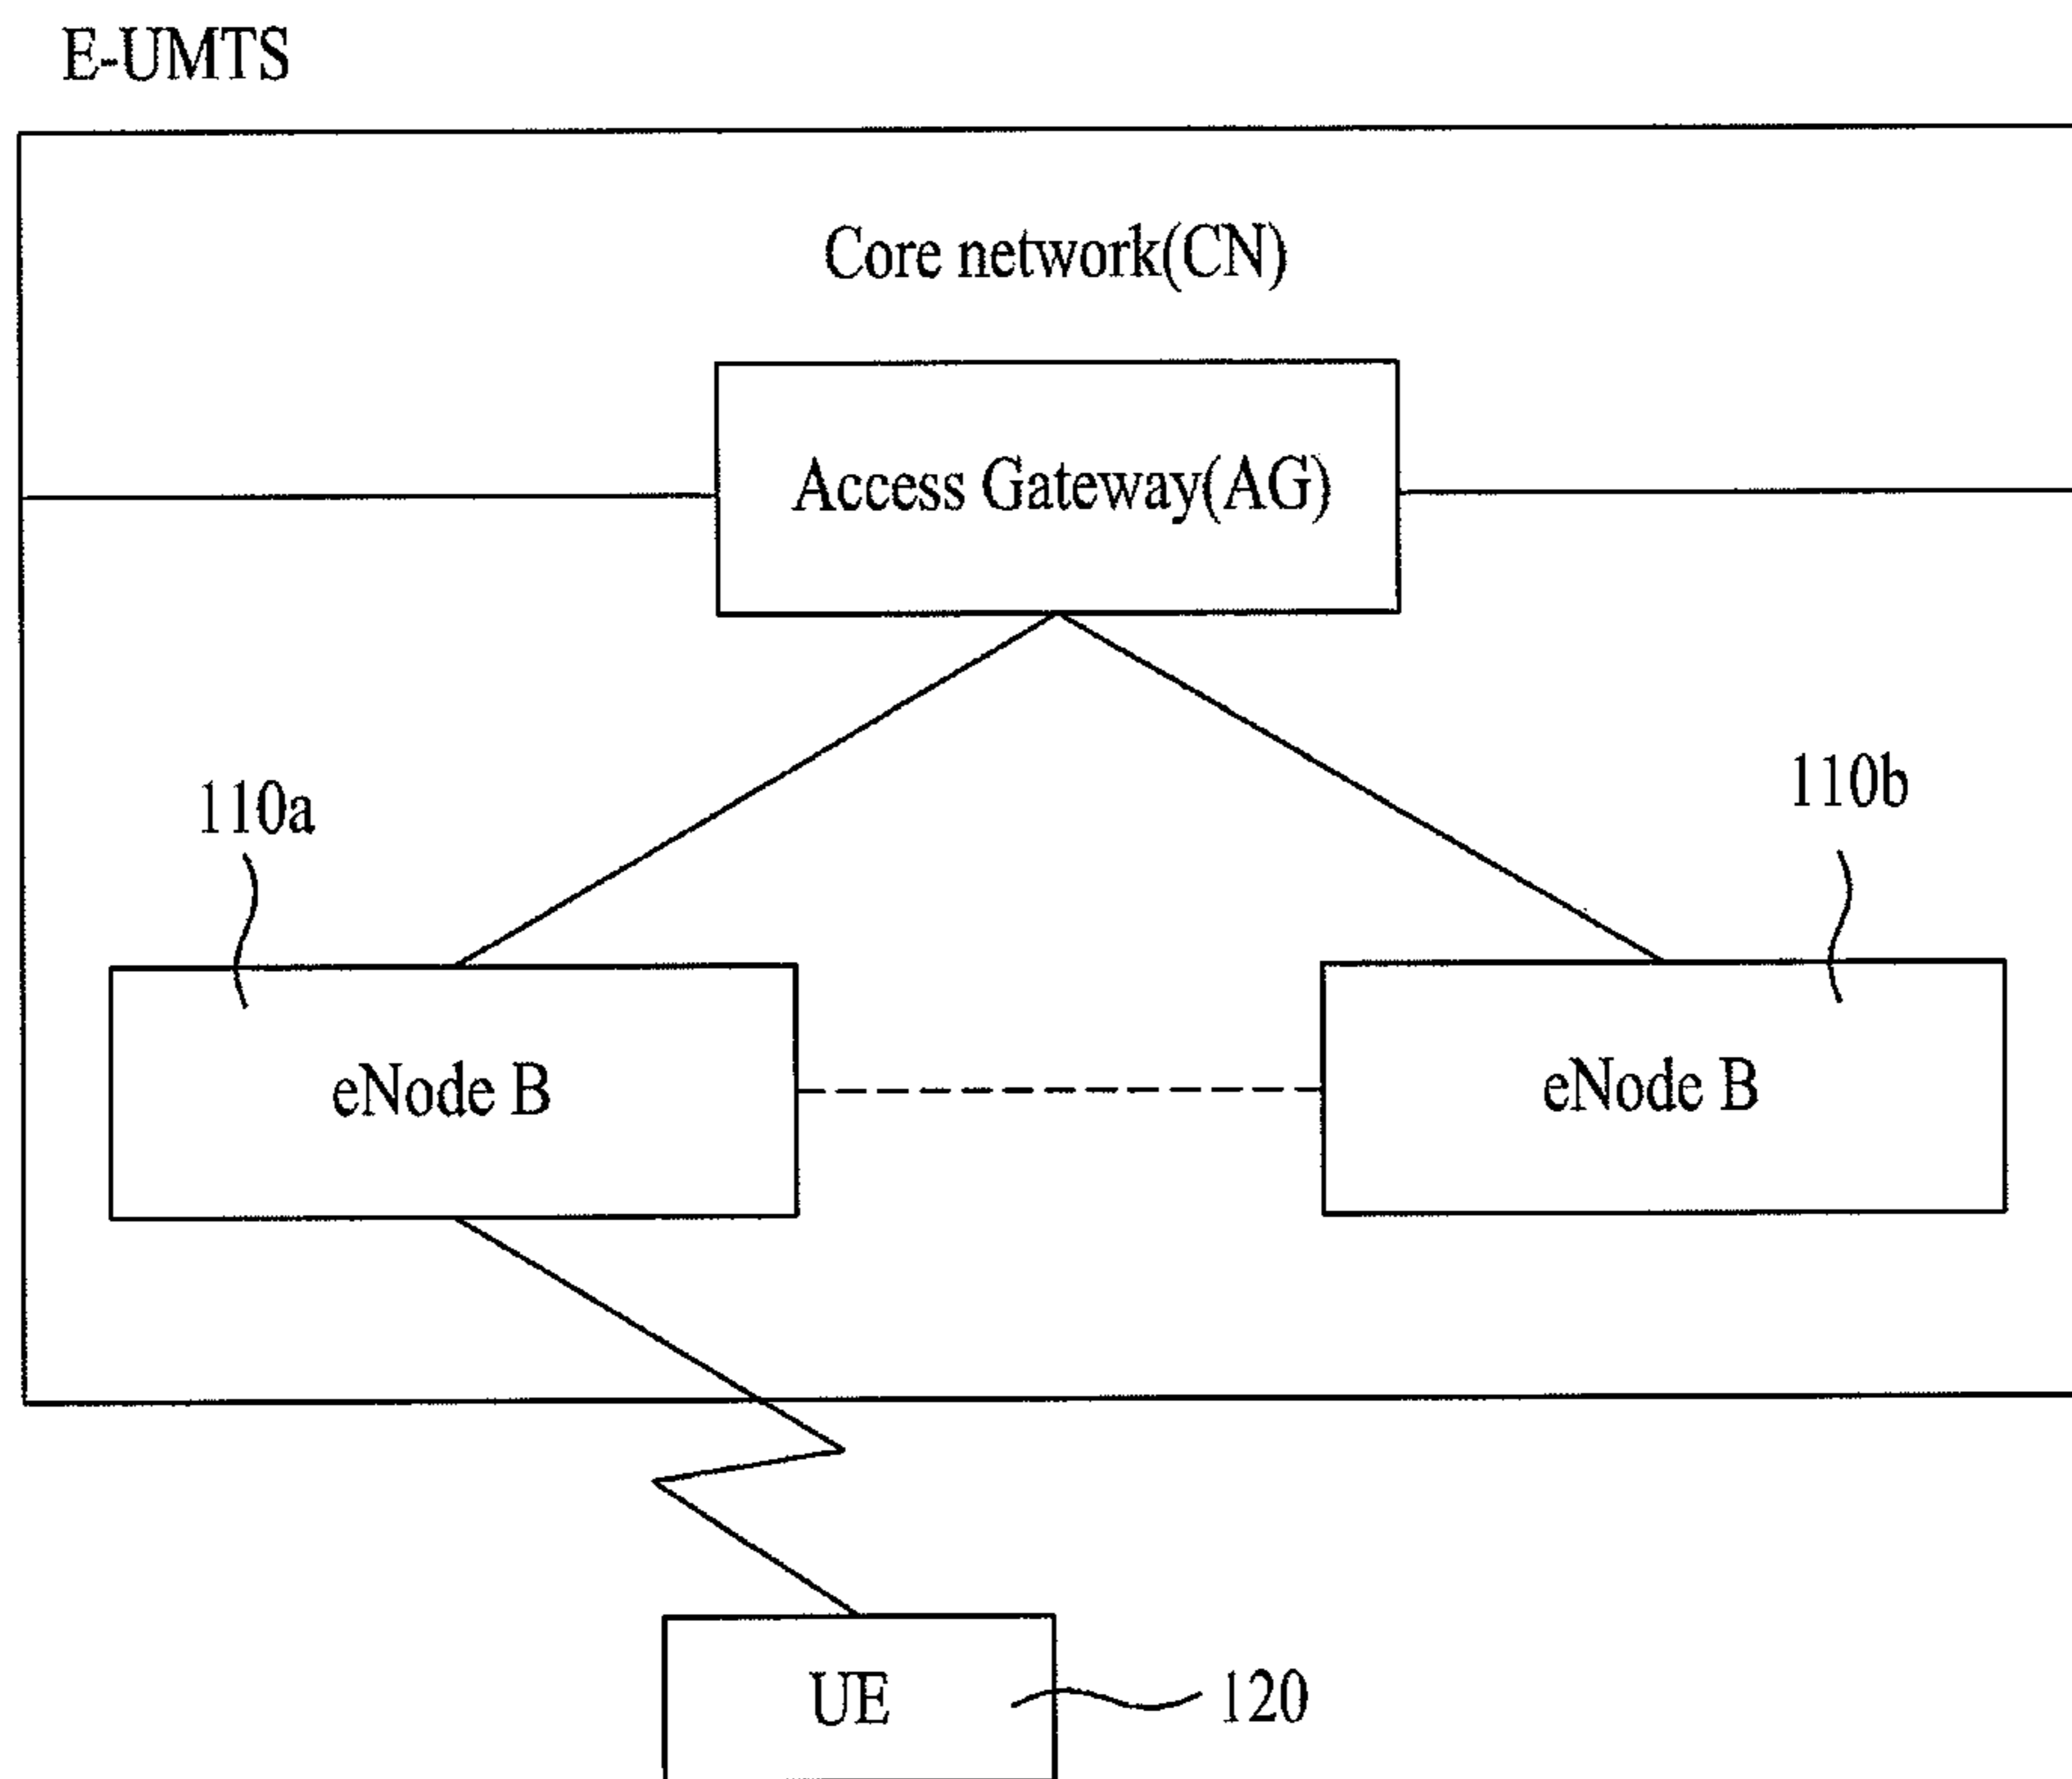 E-UMTS
Core network(CN)
Access Gateway(AG)
110a
110b
eNode B
eNode B
UE
120